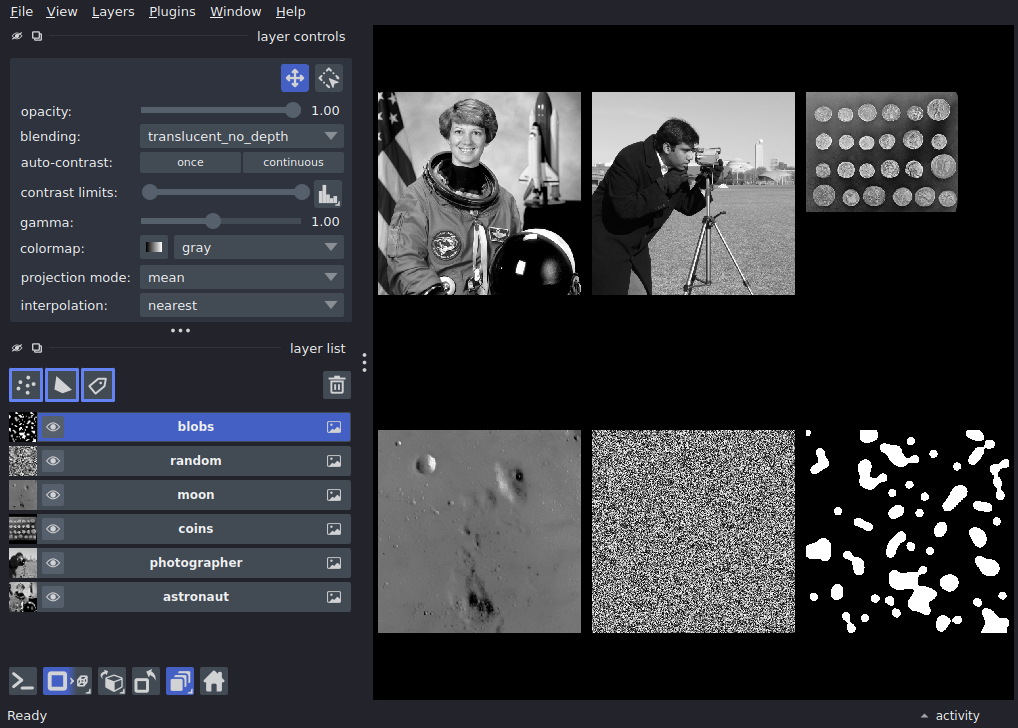 File View Layers Plugins Window Help
layer controls
opacity: 1.00
blending: translucent_no_depth
auto-contrast: once continuous
contrast limits:
gamma: 1.00
colormap: gray
projection mode: mean
interpolation: nearest
layer list
blobs
random
moon
coins
photographer
astronaut
Ready
activity